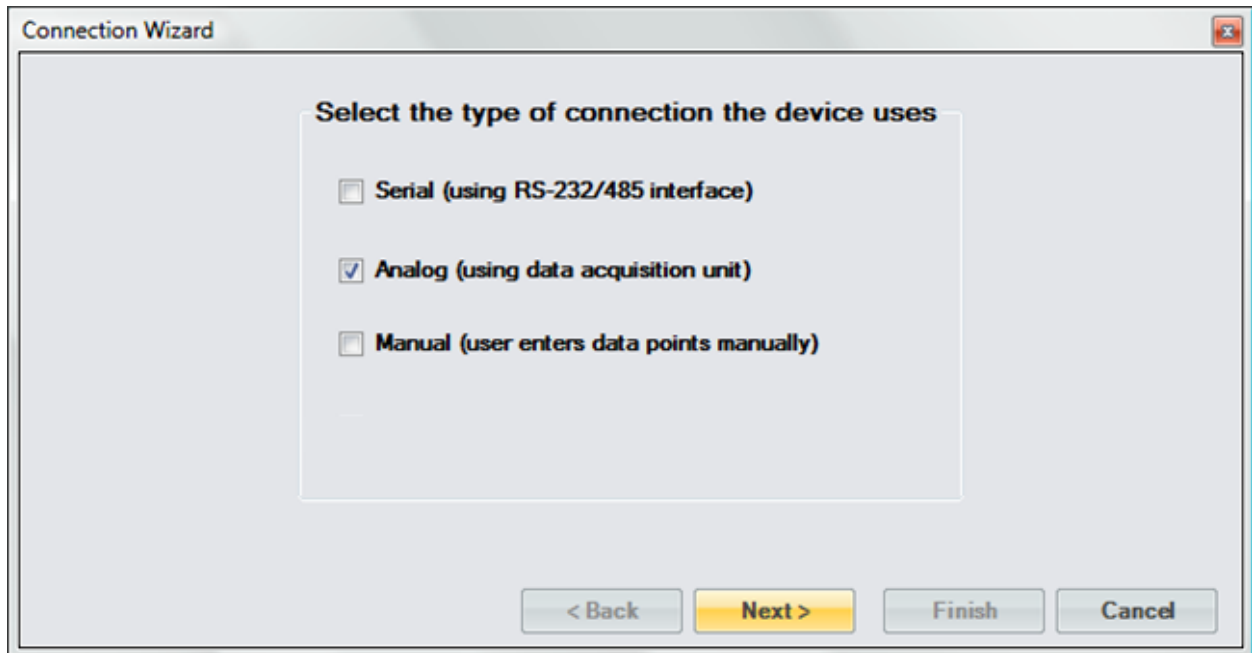 Connection Wizard
Select the type of connection the device uses
Serial (using RS-232/485 interface)
Analog (using data acquisition unit)
Manual (user enters data points manually)
< Back
Next >
Finish
Cancel